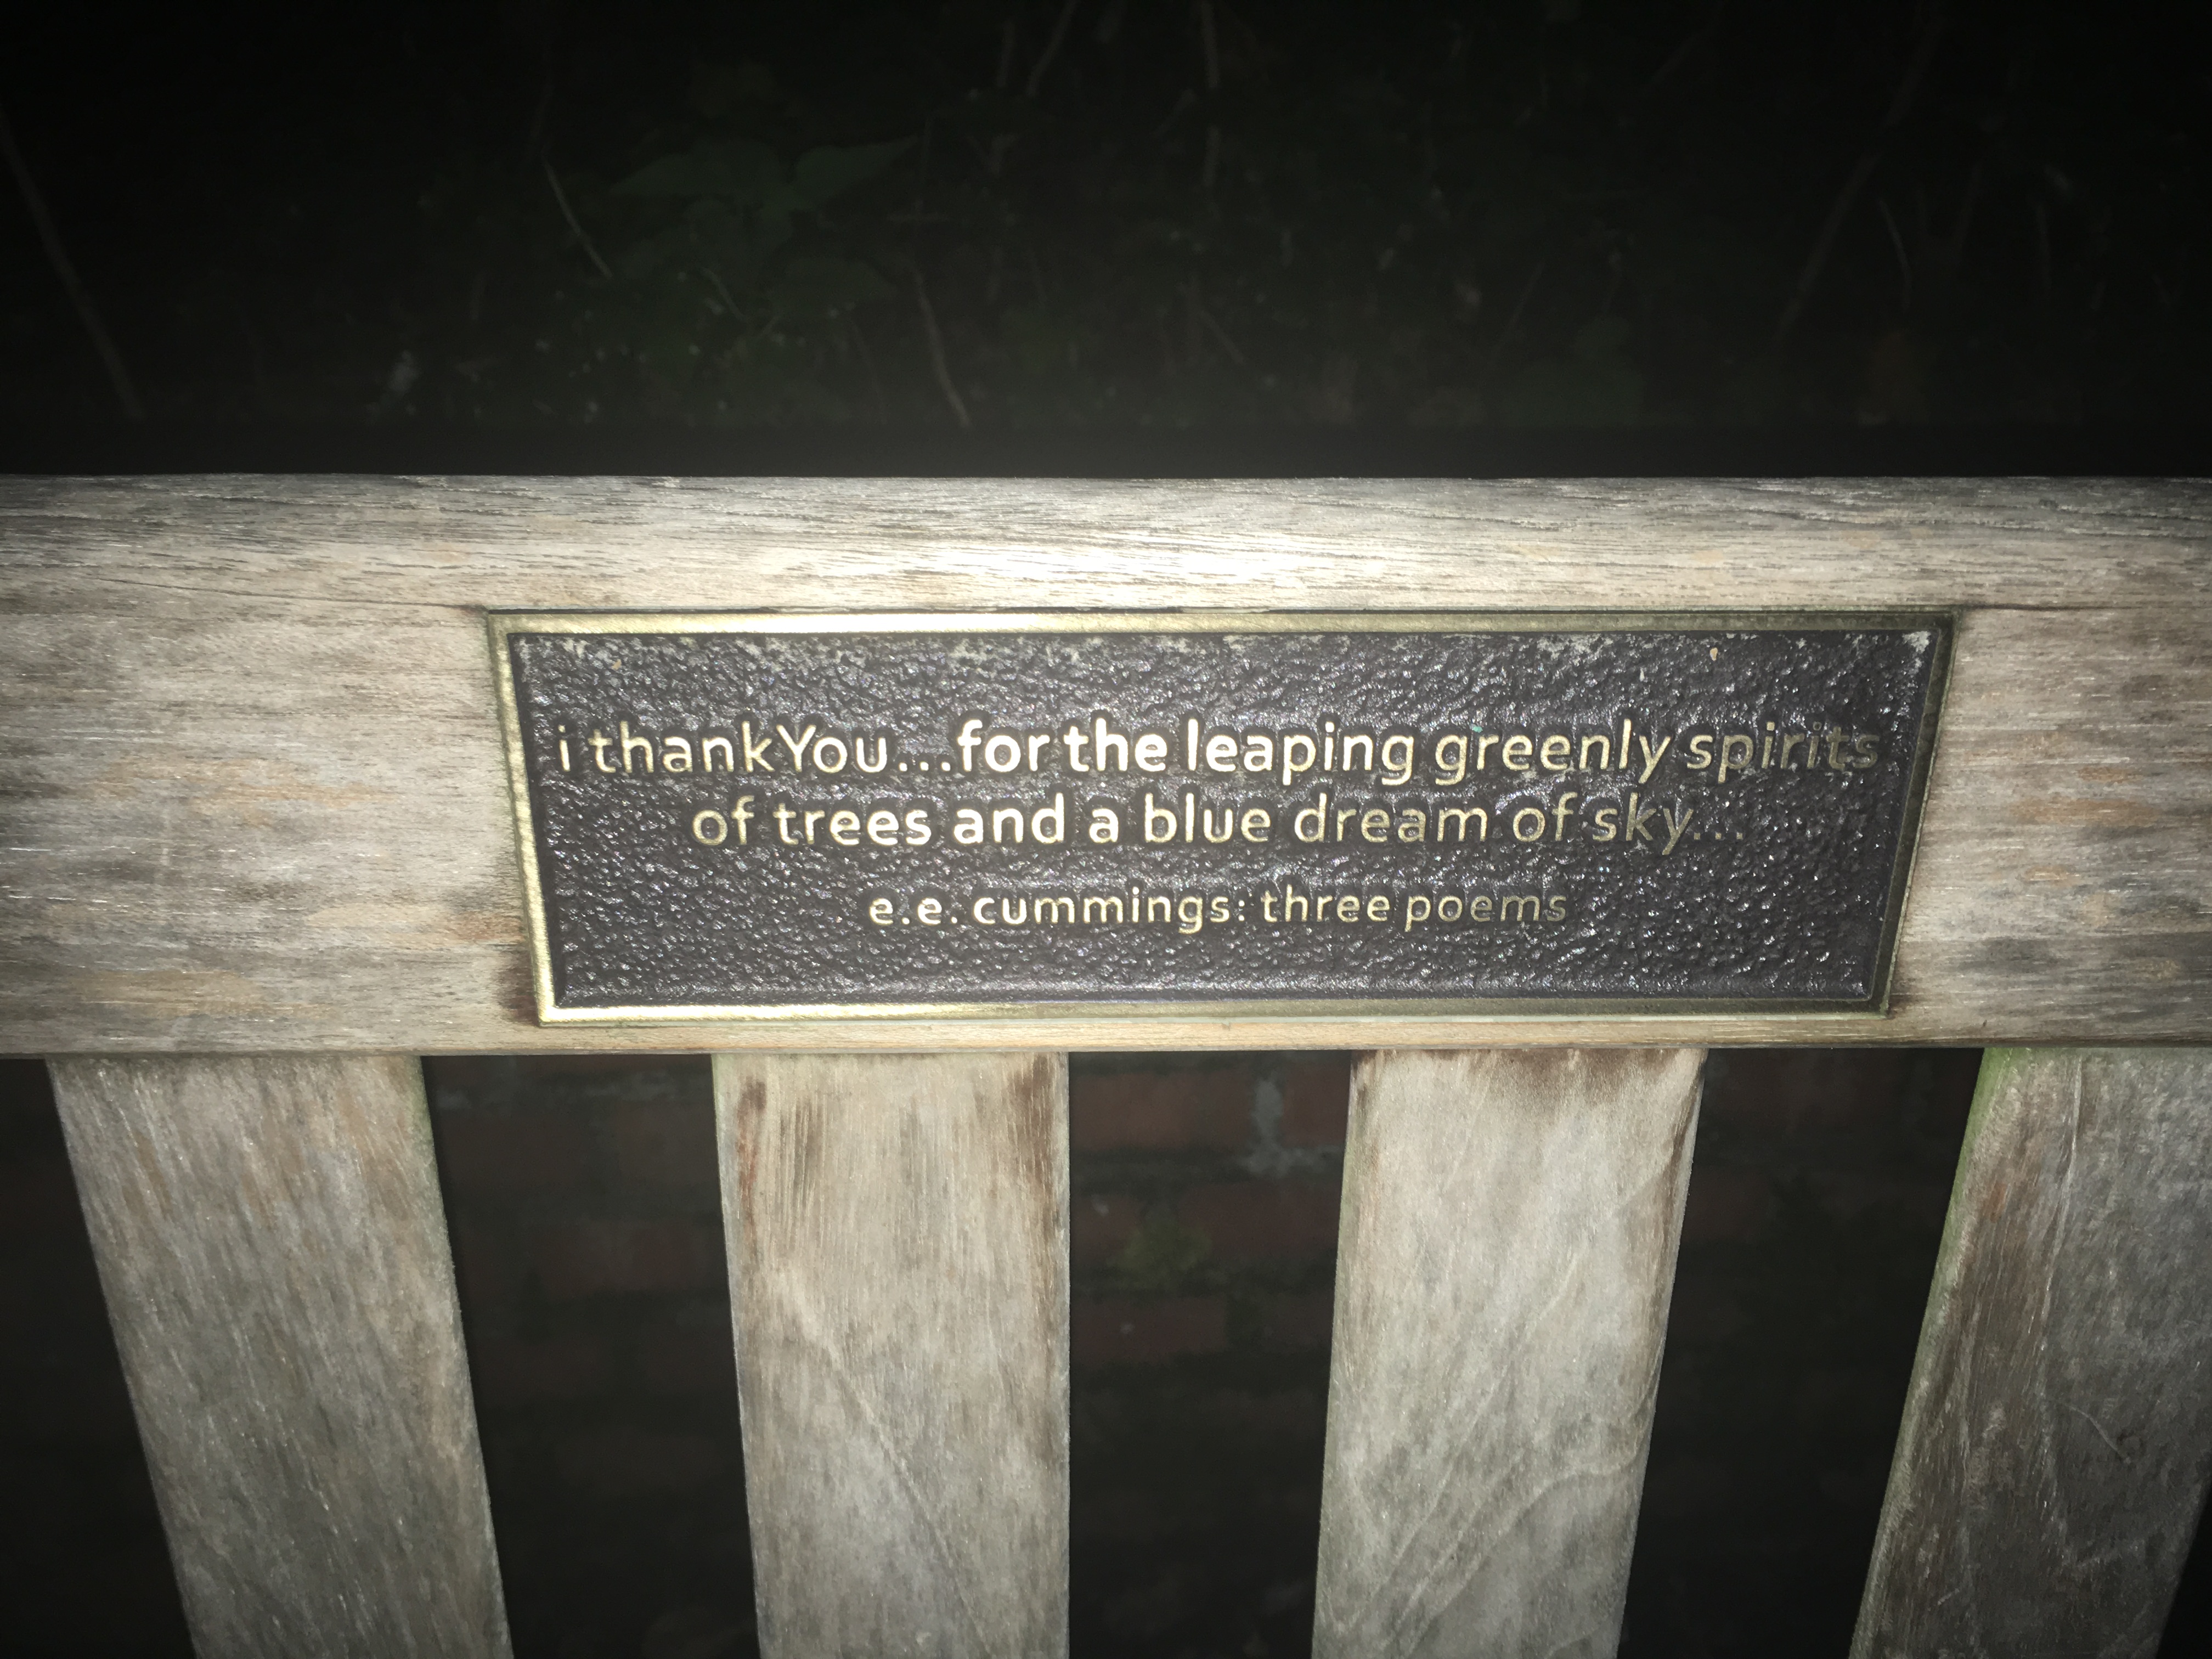 i thankYou...for the leaping greenly spirits
of trees and a blue dream of sky...
e.e. cummings: three poems